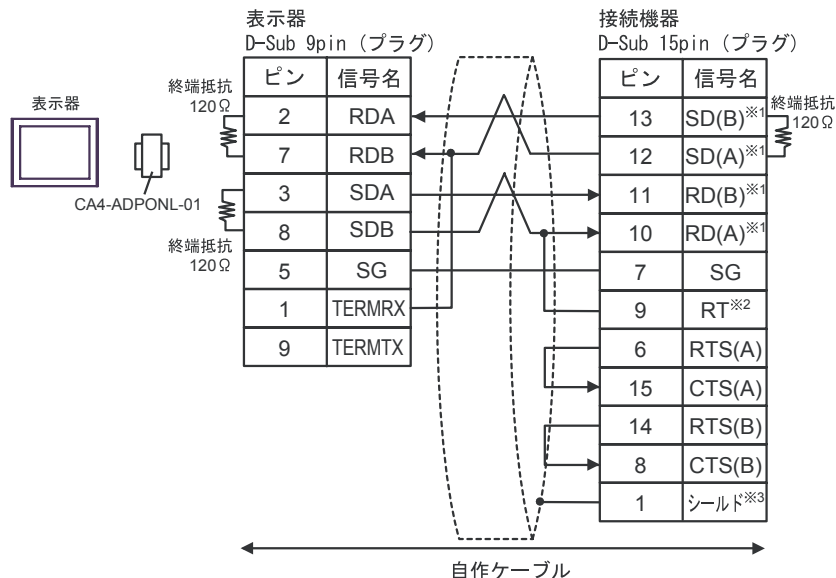 表示器
D-Sub 9pin（プラグ）
接続機器
D-Sub 15pin（プラグ）
表示器
CA4-ADPONL-01
終端抵抗
120Ω
終端抵抗
120Ω
終端抵抗
120Ω
ピン 信号名
2 RDA
7 RDB
3 SDA
8 SDB
5 SG
1 TERMRX
9 TERMTX
ピン 信号名
13 SD(B)※1
12 SD(A)※1
11 RD(B)※1
10 RD(A)※1
7 SG
9 RT※2
6 RTS(A)
15 CTS(A)
14 RTS(B)
8 CTS(B)
1 シールド※3
自作ケーブル